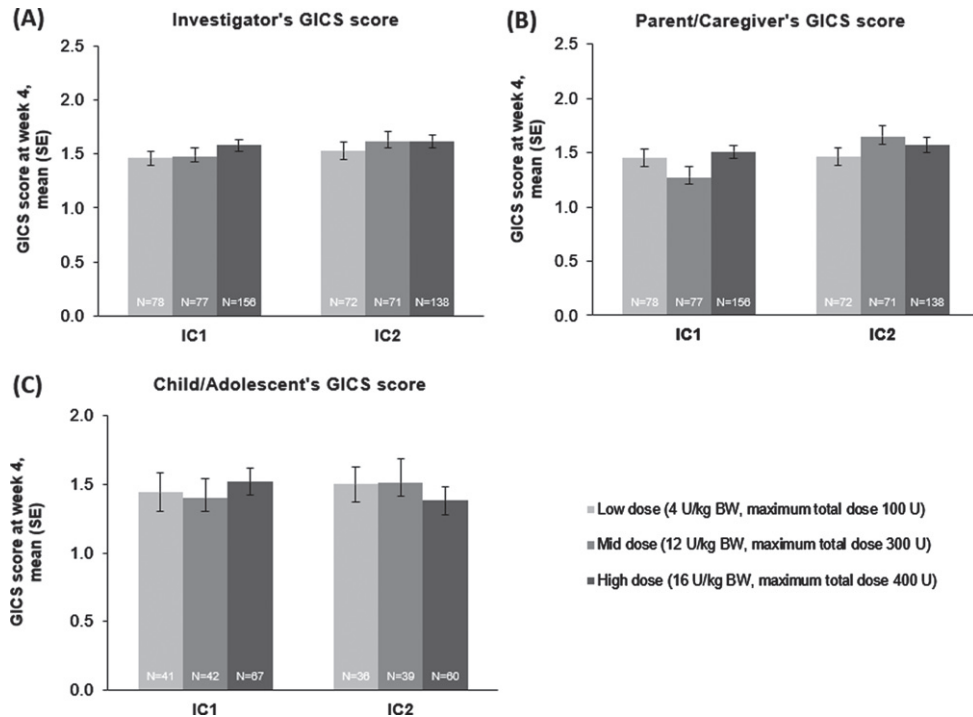 (A)
Investigator's GICS score
GICS score at week 4,
mean (SE)
2.5
2.0
1.5
1.0
0.5
0.0
N=78 N=77 N=156
N=72 N=71 N=138
IC1
IC2
(B)
Parent/Caregiver's GICS score
GICS score at week 4,
mean (SE)
2.5
2.0
1.5
1.0
0.5
0.0
N=78 N=77 N=156
N=72 N=71 N=138
IC1
IC2
(C)
Child/Adolescent's GICS score
GICS score at week 4,
mean (SE)
2.0
1.5
1.0
0.5
0.0
N=41 N=42 N=67
N=36 N=39 N=60
IC1
IC2
Low dose (4 U/kg BW, maximum total dose 100 U)
Mid dose (12 U/kg BW, maximum total dose 300 U)
High dose (16 U/kg BW, maximum total dose 400 U)